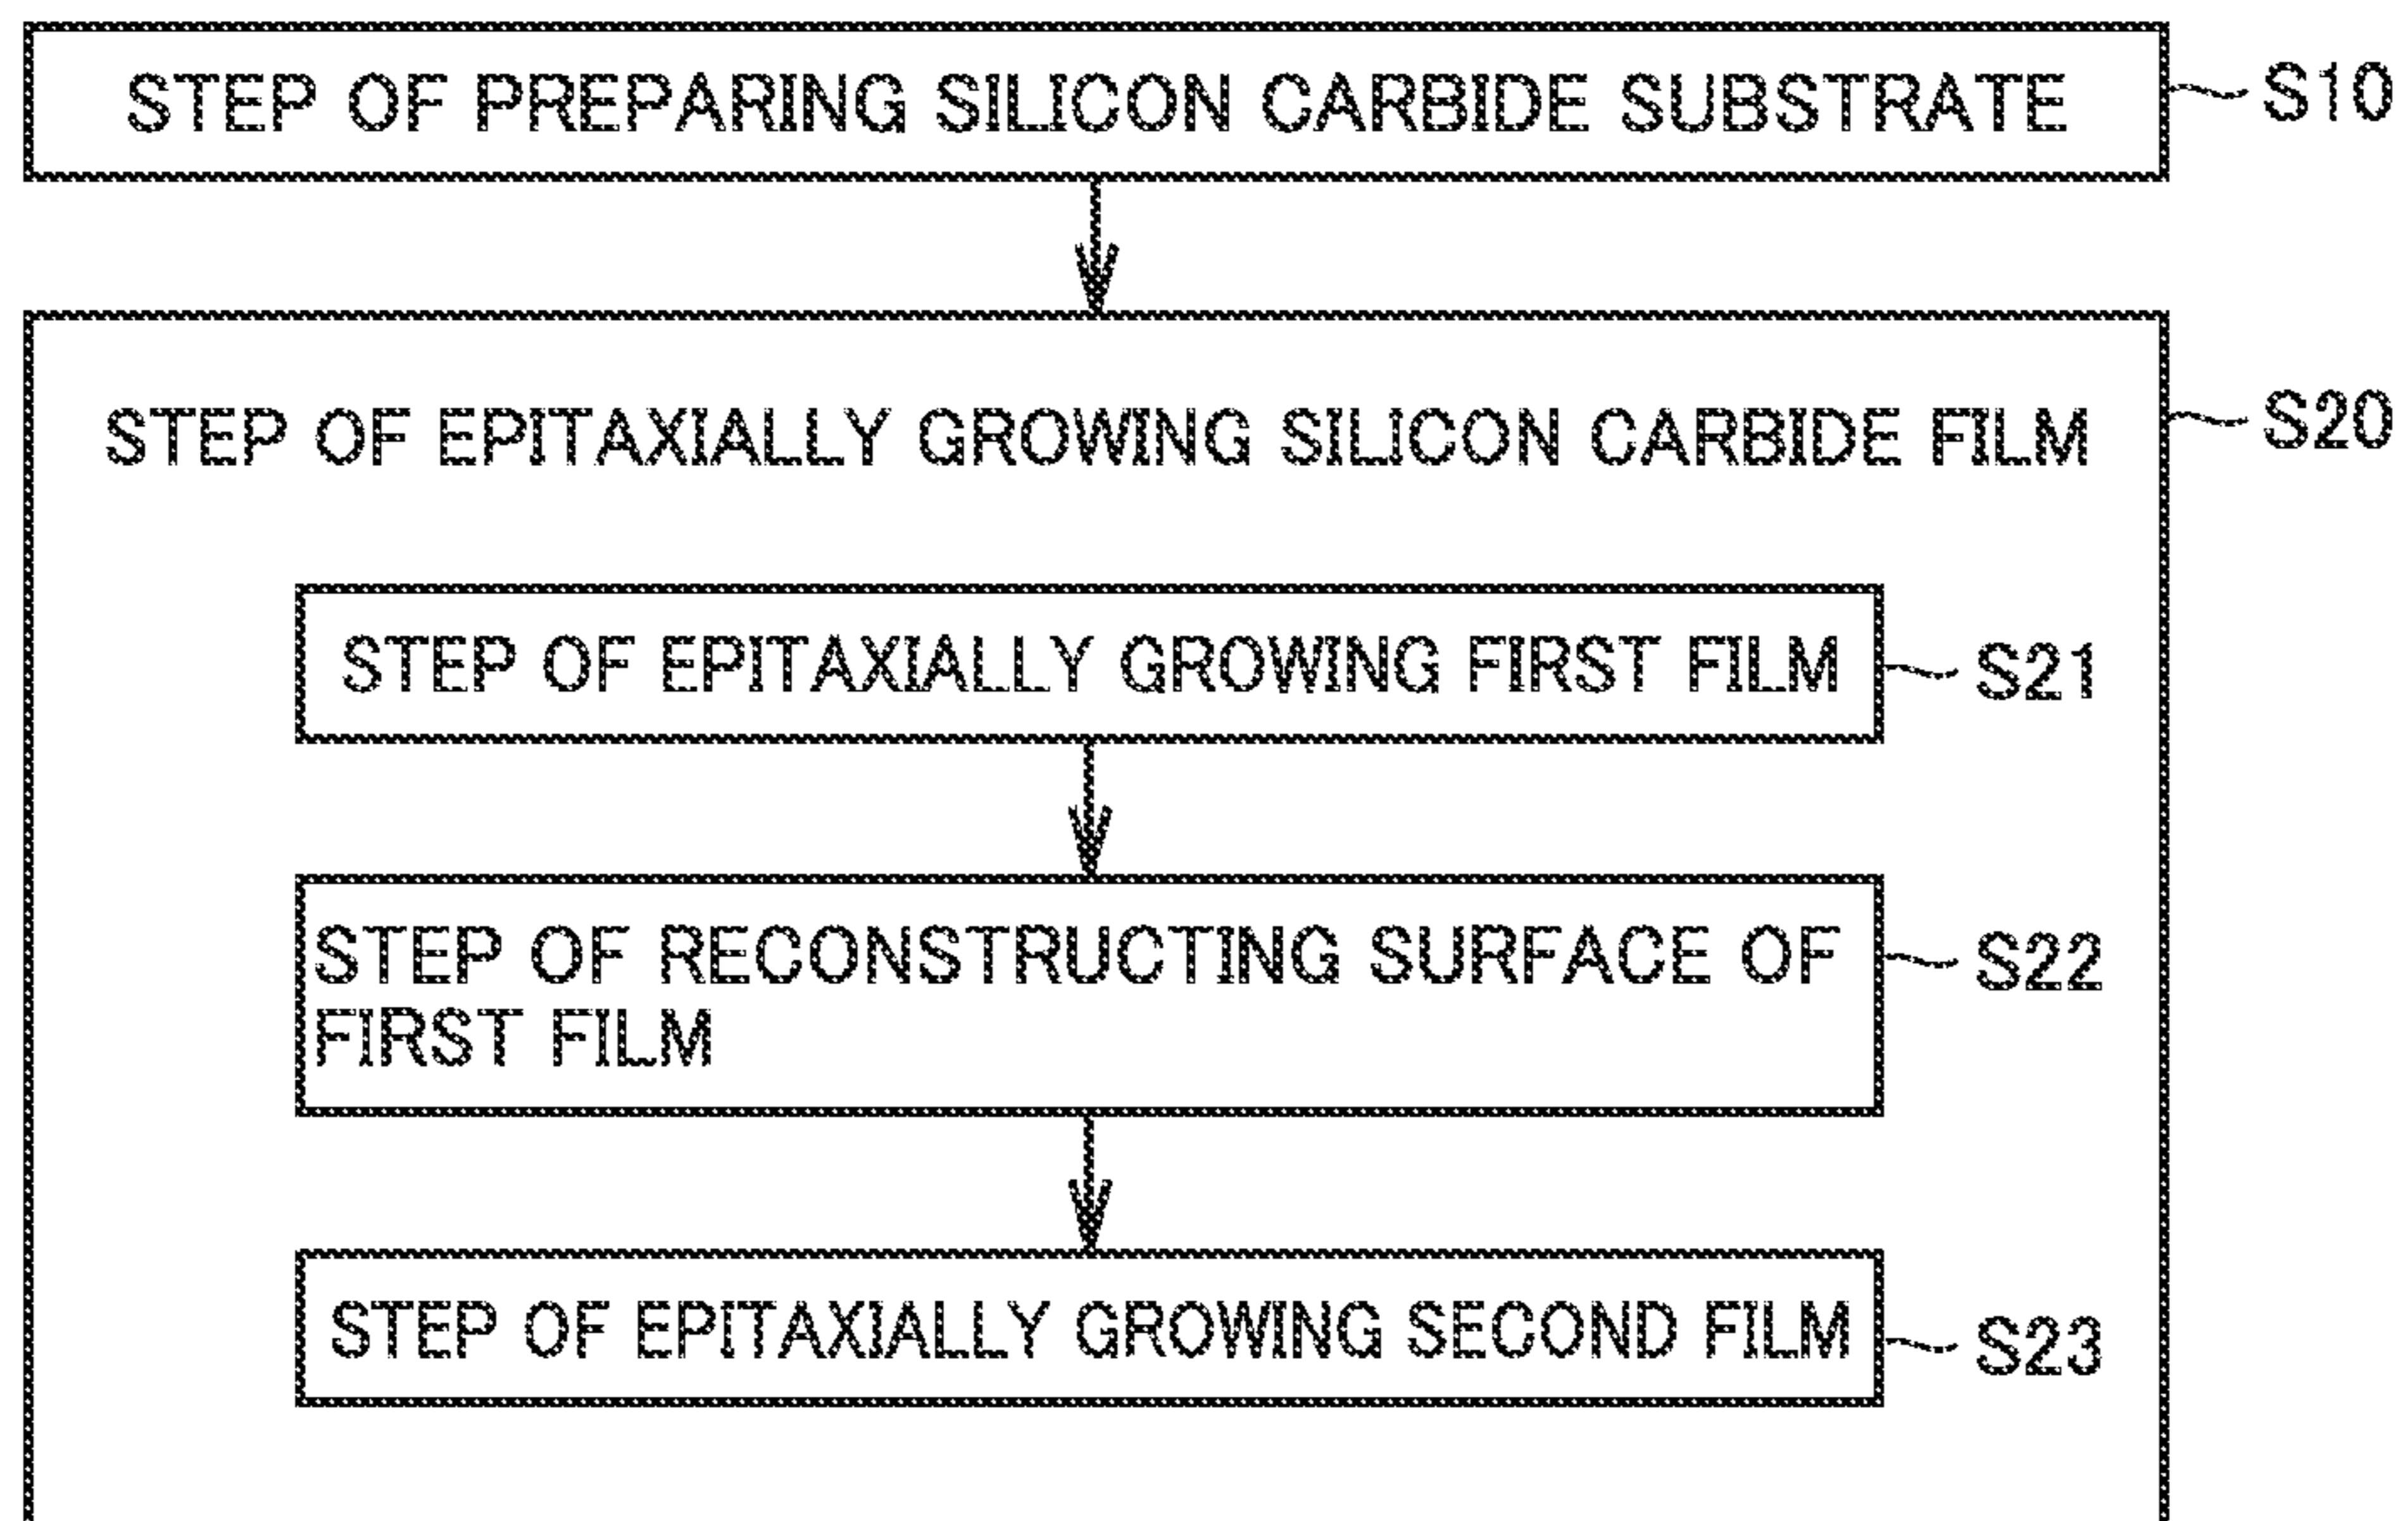 STEP OF PREPARING SILICON CARBIDE SUBSTRATE
S10
STEP OF EPITAXIALLY GROWING SILICON CARBIDE FILM
S20
STEP OF EPITAXIALLY GROWING FIRST FILM
S21
STEP OF RECONSTRUCTING SURFACE OF
FIRST FILM
S22
STEP OF EPITAXIALLY GROWING SECOND FILM
S23